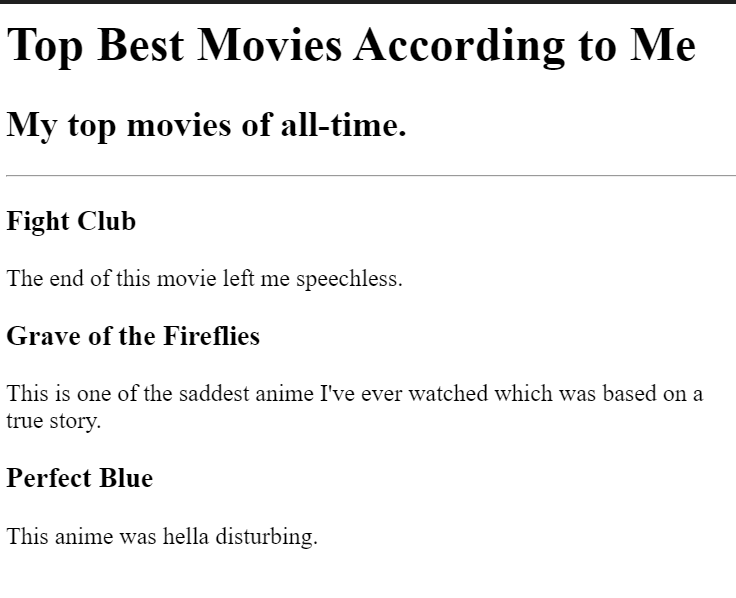 Top Best Movies According to Me
My top movies of all-time.
Fight Club
The end of this movie left me speechless.
Grave of the Fireflies
This is one of the saddest anime I've ever watched which was based on a
true story.
Perfect Blue
This anime was hella disturbing.